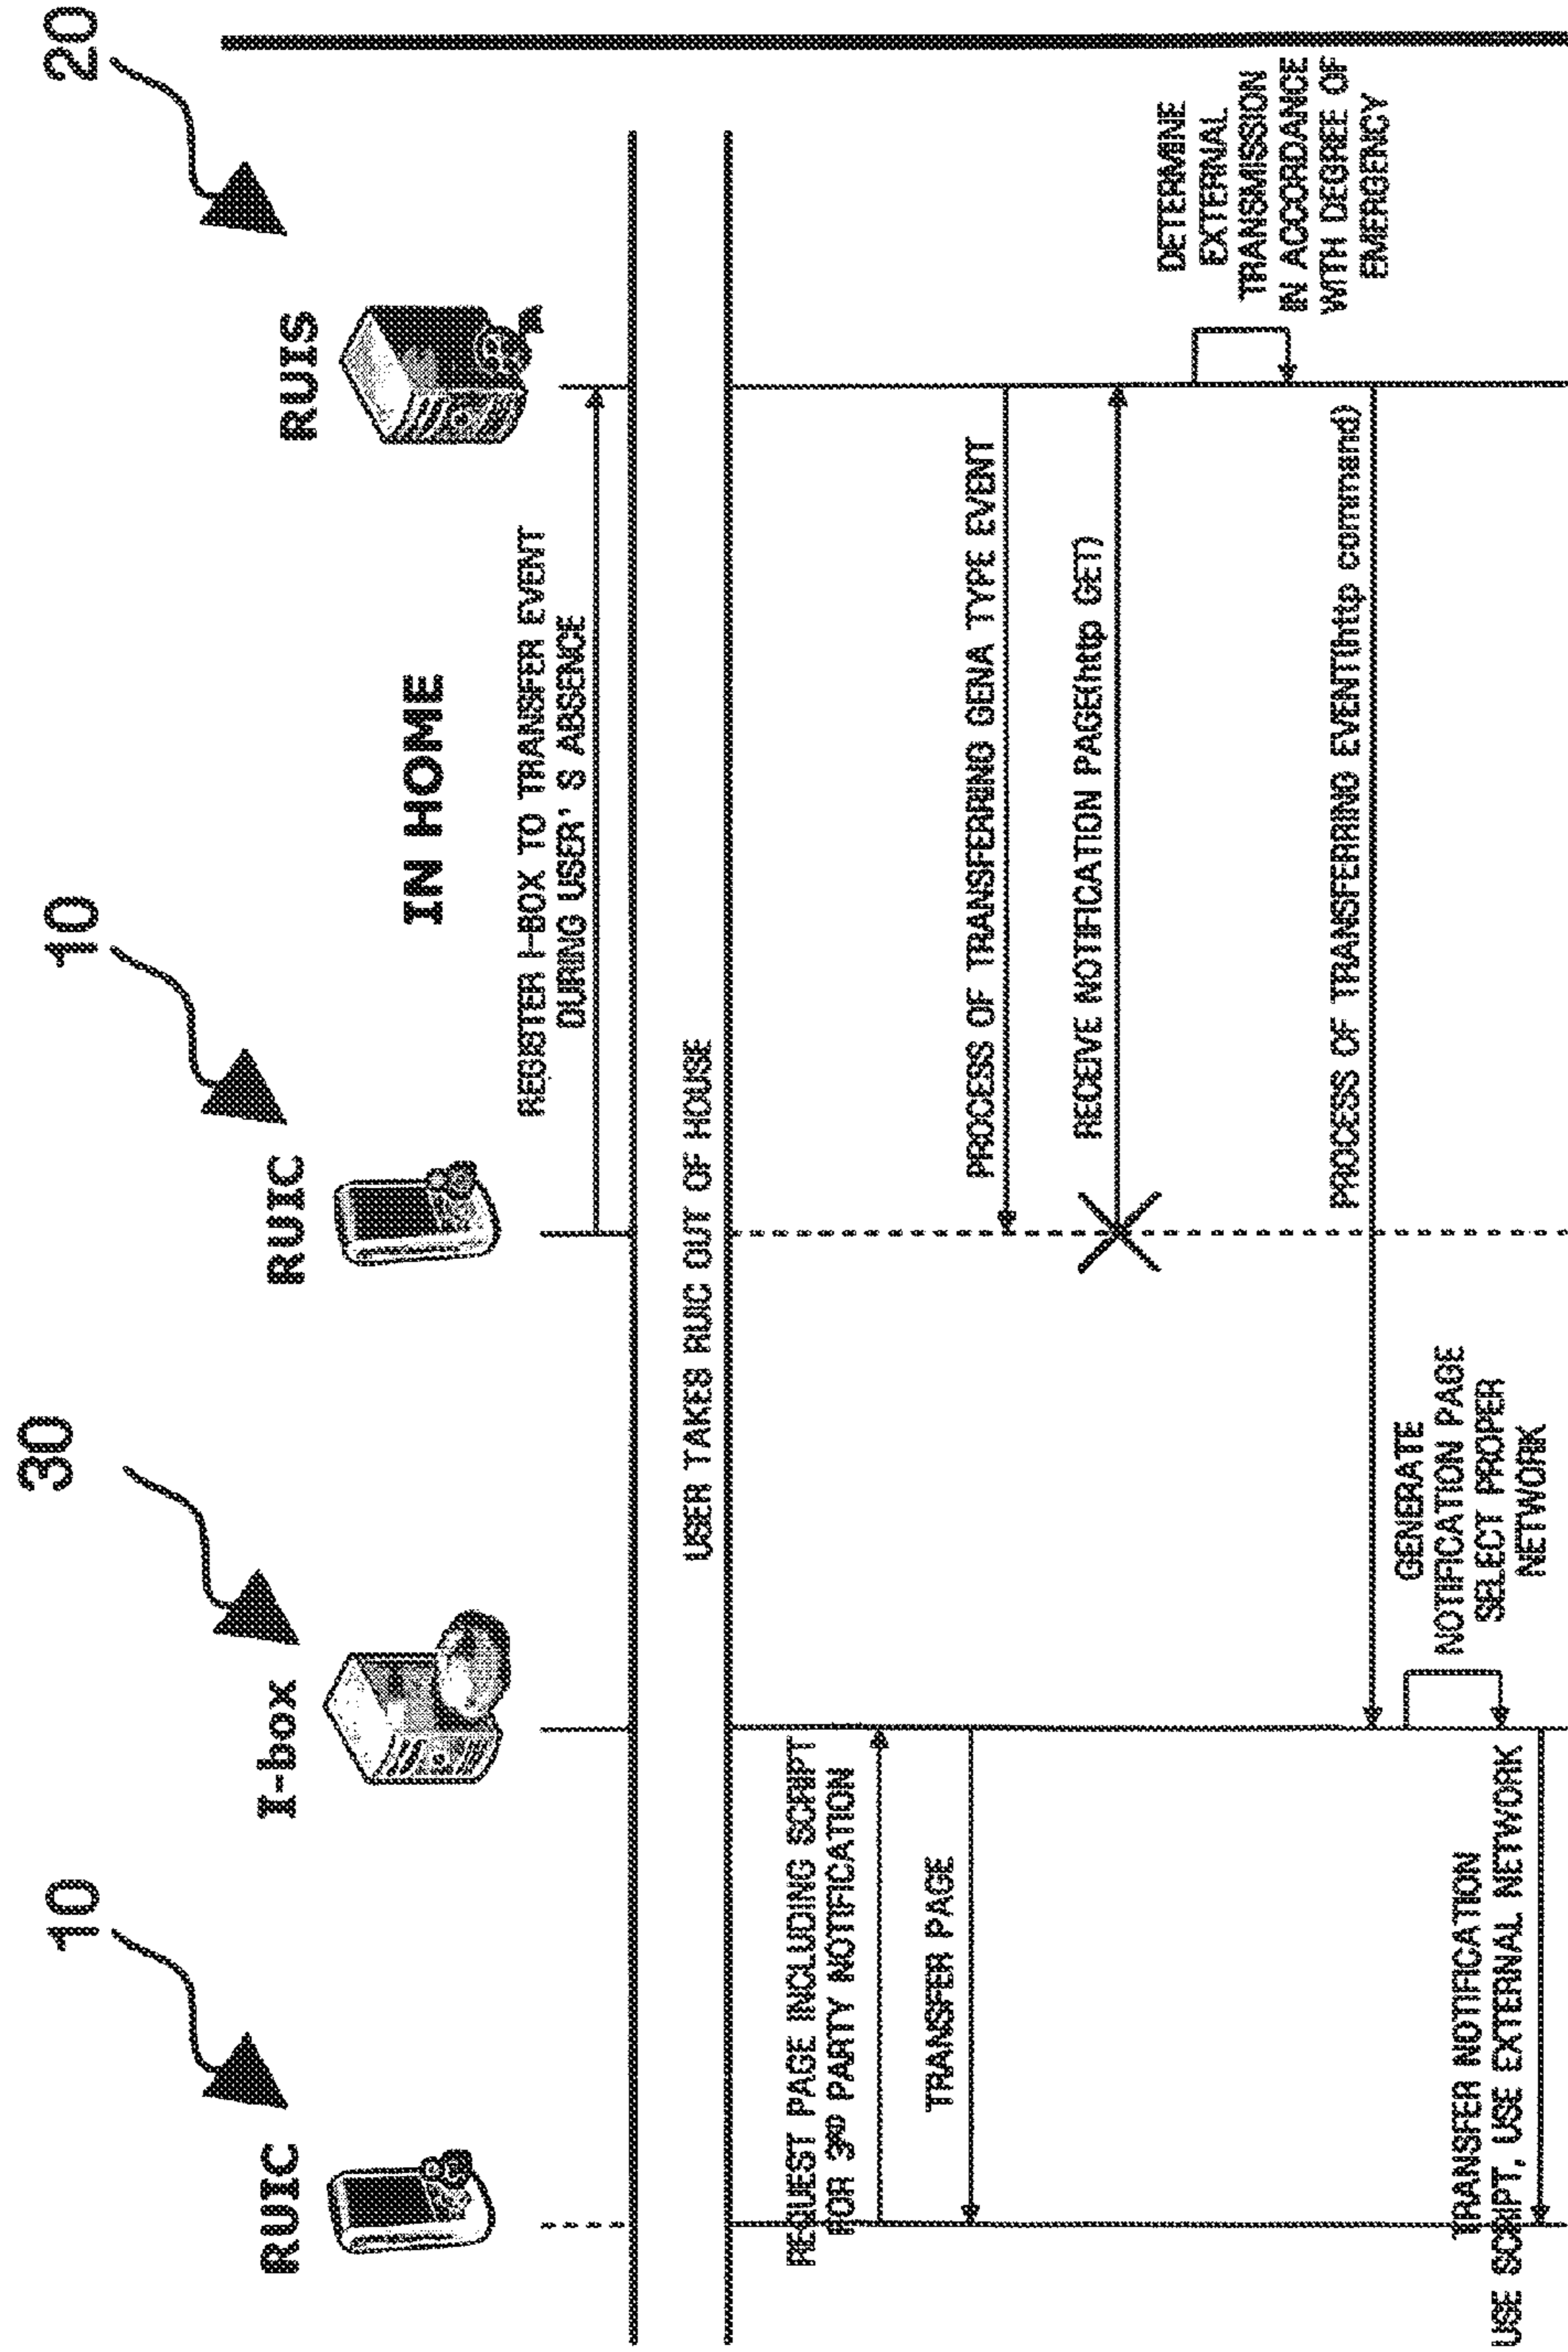 20
10
30
10
RUIS
RUIC
I-box
RUIC
IN HOME
REGISTER I-BOX TO TRANSFER EVENT
DURING USER'S ABSENCE
USER TAKES RUIC OUT OF HOUSE
REQUEST PAGE INCLUDING SCRIPT
FOR 3RD PARTY NOTIFICATION
TRANSFER PAGE
PROCESS OF TRANSFERRING GENA TYPE EVENT
RECEIVE NOTIFICATION PAGE(http GET)
DETERMINE
EXTERNAL
TRANSMISSION
IN ACCORDANCE
WITH DEGREE OF
EMERGENCY
PROCESS OF TRANSFERRING EVENT(http command)
GENERATE
NOTIFICATION PAGE
SELECT PROPER
NETWORK
TRANSFER NOTIFICATION
USE SCRIPT, USE EXTERNAL NETWORK